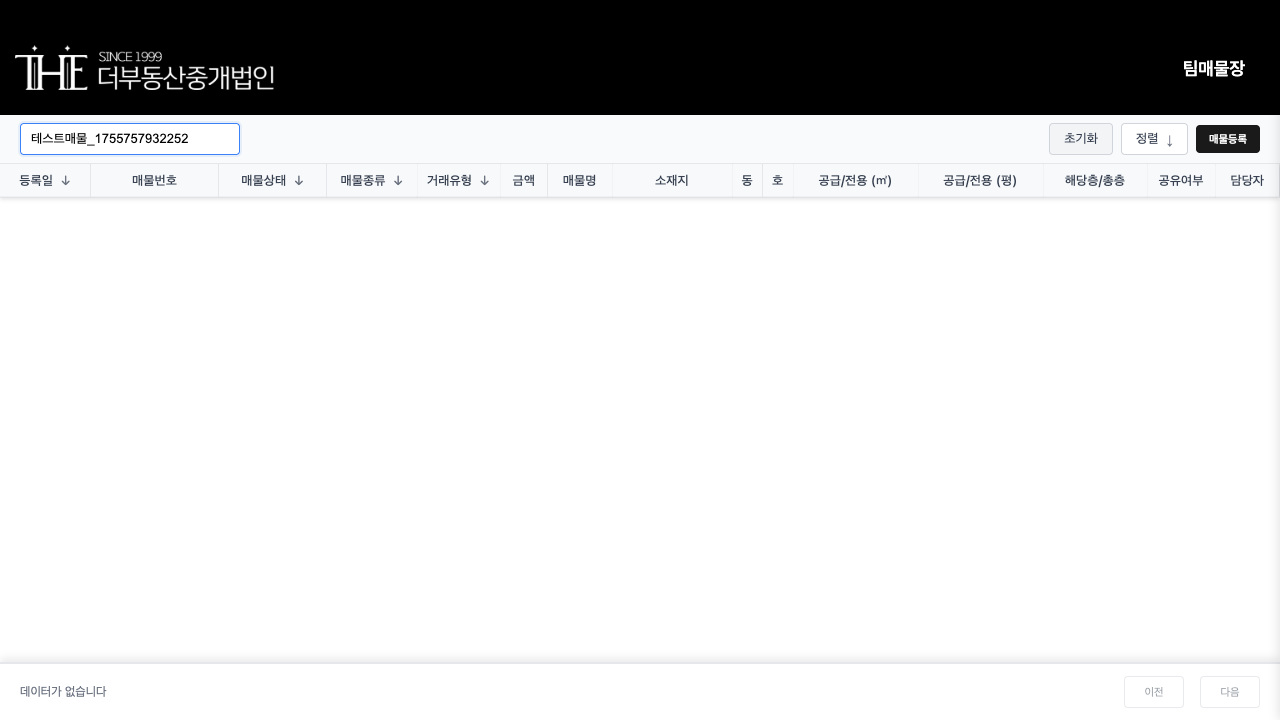 THE SINCE 1999
더부동산중개법인
팀매물장
테스트매물_1755757932252
초기화 정렬 ↓ 매물등록
등록일 ↓ 매물번호 매물상태 ↓ 매물종류 ↓ 거래유형 ↓ 금액 매물명 소재지 동 호 공급/전용 (㎡) 공급/전용 (평) 해당층/총층 공유여부 담당자
데이터가 없습니다 이전 다음